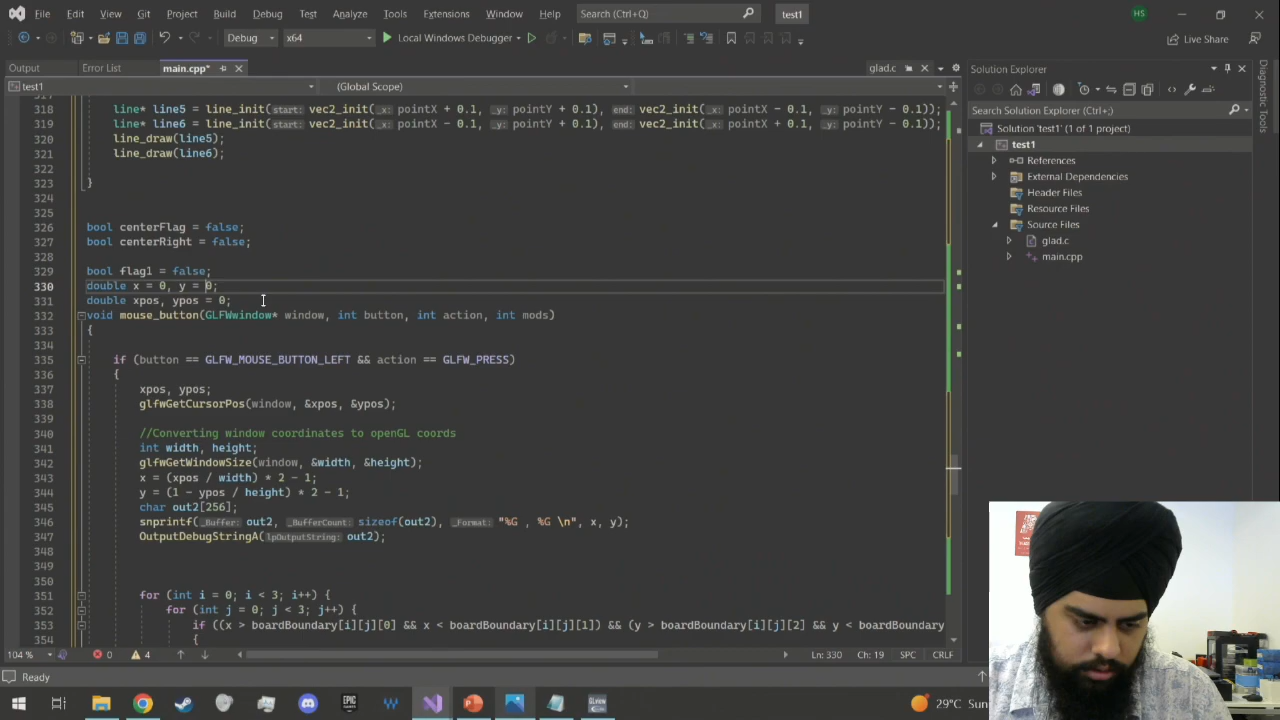 File Edit View Git Project Build Debug Test Analyze Tools Extensions Window Help Search (Ctrl+Q) test1 HS
Debug x64 Local Windows Debugger Live Share
Output Error List main.cpp* glad.c
test1 (Global Scope)
318 line* line5 = line_init(start: vec2_init(_x: pointX + 0.1, _y: pointY + 0.1), end: vec2_init(_x: pointX - 0.1, _y: pointY - 0.1));
319 line* line6 = line_init(start: vec2_init(_x: pointX - 0.1, _y: pointY + 0.1), end: vec2_init(_x: pointX + 0.1, _y: pointY - 0.1));
320 line_draw(line5);
321 line_draw(line6);
322
323 }
324
325
326 bool centerFlag = false;
327 bool centerRight = false;
328
329 bool flag1 = false;
330 double x = 0, y = 0;
331 double xpos, ypos = 0;
332 void mouse_button(GLFWwindow* window, int button, int action, int mods)
333 {
334
335 if (button == GLFW_MOUSE_BUTTON_LEFT && action == GLFW_PRESS)
336 {
337 xpos, ypos;
338 glfwGetCursorPos(window, &xpos, &ypos);
339
340 //Converting window coordinates to openGL coords
341 int width, height;
342 glfwGetWindowSize(window, &width, &height);
343 x = (xpos / width) * 2 - 1;
344 y = (1 - ypos / height) * 2 - 1;
345 char out2[256];
346 snprintf(_Buffer: out2, _BufferCount: sizeof(out2), _Format: "%G , %G \n", x, y);
347 OutputDebugStringA(lpOutputString: out2);
348
349
350
351 for (int i = 0; i < 3; i++) {
352 for (int j = 0; j < 3; j++) {
353 if ((x > boardBoundary[i][j][0] && x < boardBoundary[i][j][1]) && (y > boardBoundary[i][j][2] && y < boardBoundary
354 {
104 % 0 4 Ln: 330 Ch: 19 SPC CRLF
Ready
Solution Explorer
Search Solution Explorer (Ctrl+;)
Solution 'test1' (1 of 1 project)
test1
References
External Dependencies
Header Files
Resource Files
Source Files
glad.c
main.cpp
Diagnostic Tools
EPIC
29°C